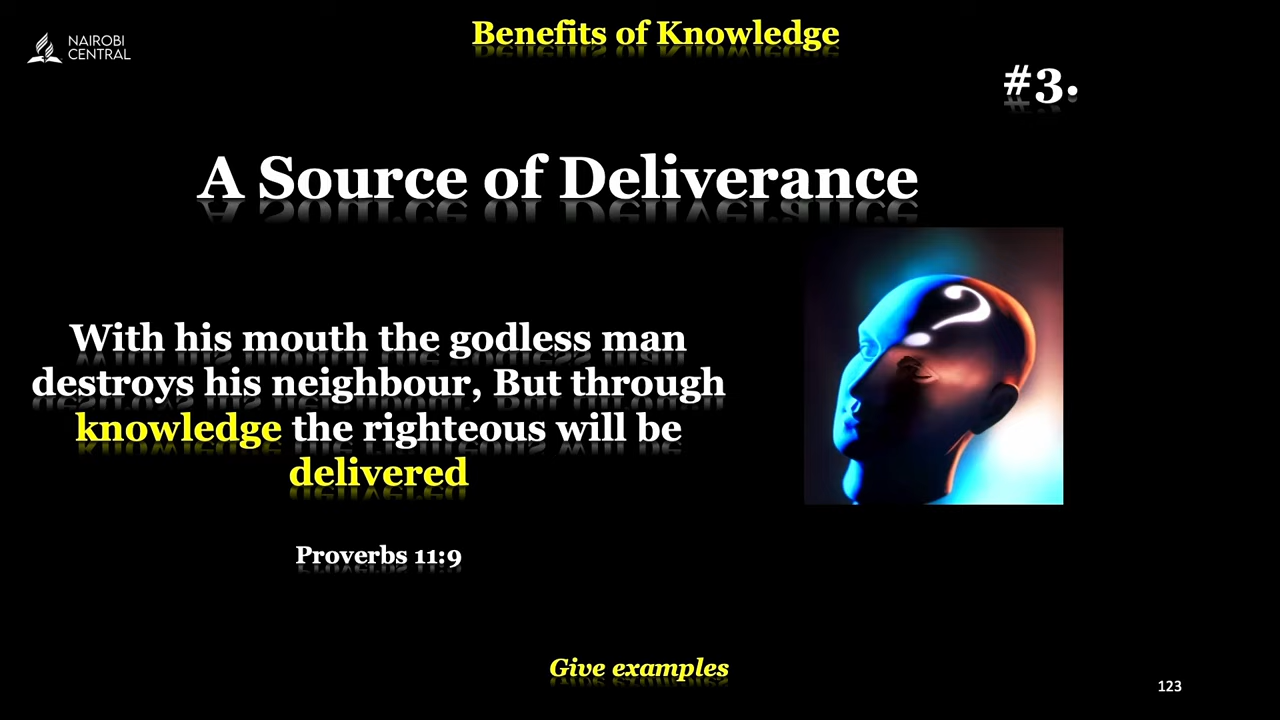 NAIROBI
CENTRAL
Benefits of Knowledge
#3.
A Source of Deliverance
With his mouth the godless man
destroys his neighbour, But through
knowledge the righteous will be
delivered
?
Proverbs 11:9
Give examples
123